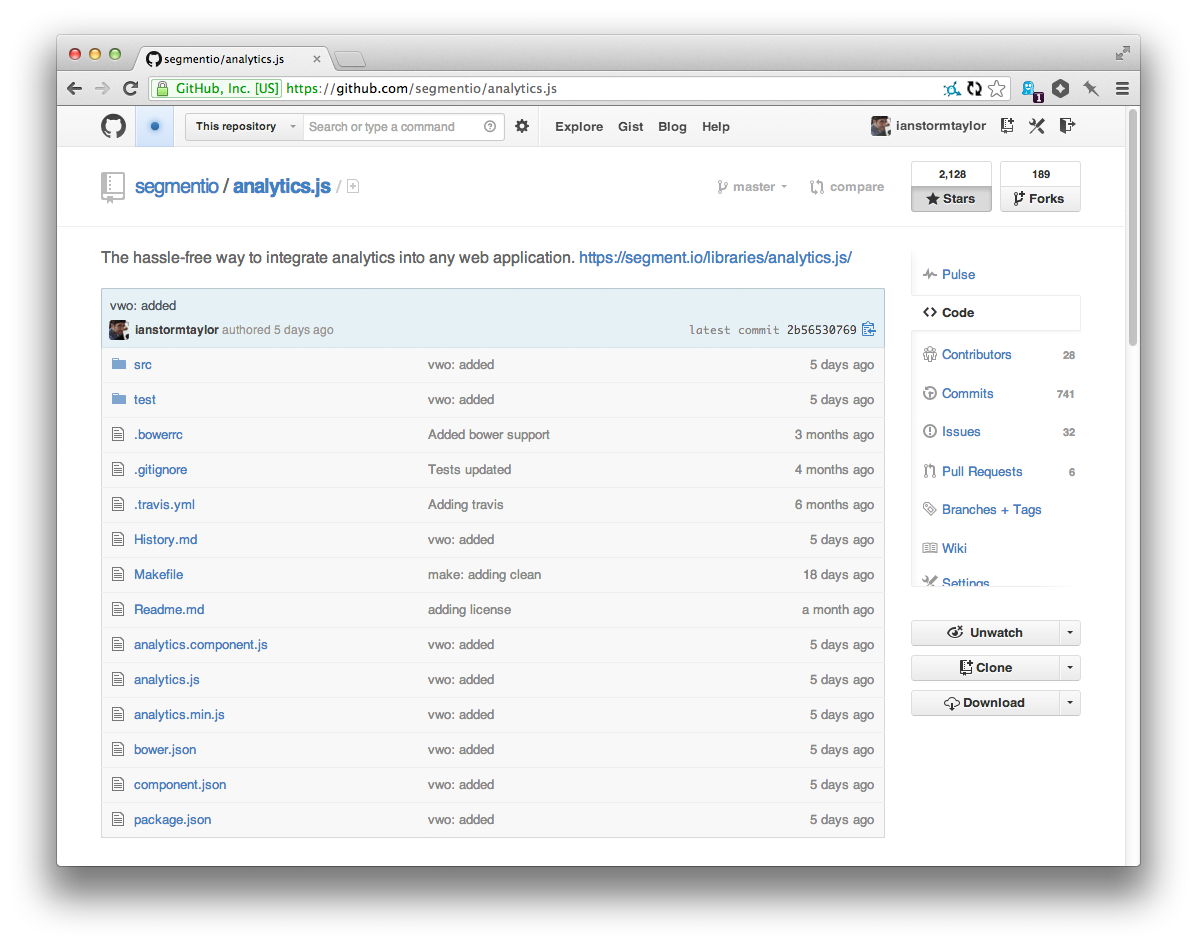 segmentio/analytics.js
GitHub, Inc. [US] https://github.com/segmentio/analytics.js
1
This repository Search or type a command Explore Gist Blog Help ianstormtaylor
segmentio / analytics.js /
master compare
2,128 189
Stars Forks
The hassle-free way to integrate analytics into any web application. https://segment.io/libraries/analytics.js/
vwo: added
ianstormtaylor authored 5 days ago latest commit 2b56530769
src vwo: added 5 days ago
test vwo: added 5 days ago
.bowerrc Added bower support 3 months ago
.gitignore Tests updated 4 months ago
.travis.yml Adding travis 6 months ago
History.md vwo: added 5 days ago
Makefile make: adding clean 18 days ago
Readme.md adding license a month ago
analytics.component.js vwo: added 5 days ago
analytics.js vwo: added 5 days ago
analytics.min.js vwo: added 5 days ago
bower.json vwo: added 5 days ago
component.json vwo: added 5 days ago
package.json vwo: added 5 days ago
Pulse
Code
Contributors 28
Commits 741
Issues 32
Pull Requests 6
Branches + Tags
Wiki
Settings
Unwatch
Clone
Download